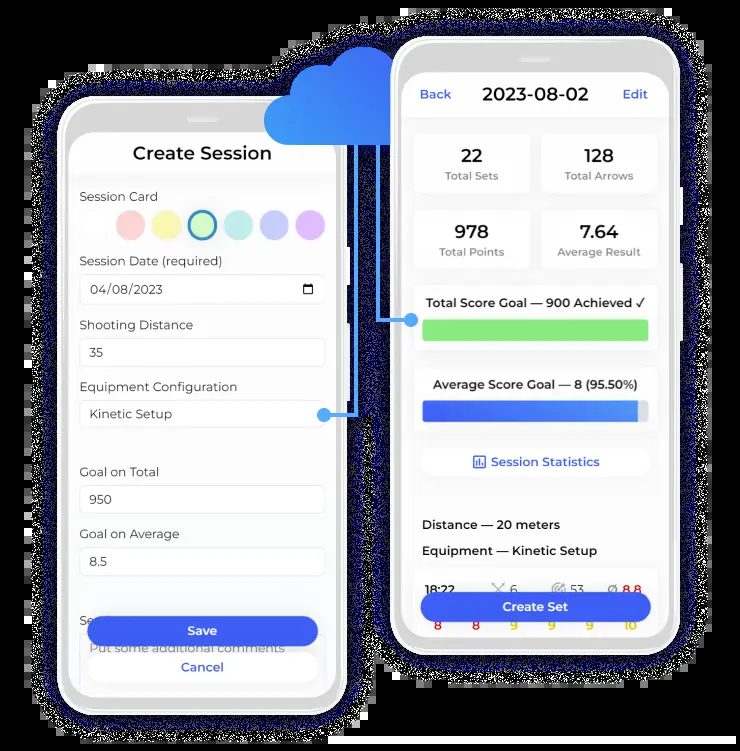 Create Session
Session Card
Session Date (required)
04/08/2023
Shooting Distance
35
Equipment Configuration
Kinetic Setup
Goal on Total
950
Goal on Average
8.5
Save
Put some additional comments
Cancel
Back 2023-08-02 Edit
22 128
Total Sets Total Arrows
978 7.64
Total Points Average Result
Total Score Goal — 900 Achieved ✓
Average Score Goal — 8 (95.50%)
Session Statistics
Distance — 20 meters
Equipment — Kinetic Setup
18:22 6 53 Ø 8.8
Create Set
8 8 9 9 9 10